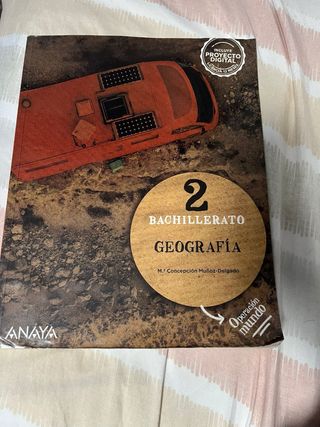 INCLUYE
PROYECTO
DIGITAL
2
BACHILLERATO
GEOGRAFÍA
M.ª Concepción Muñoz-Delgado
Operación
mundo
ANAYA